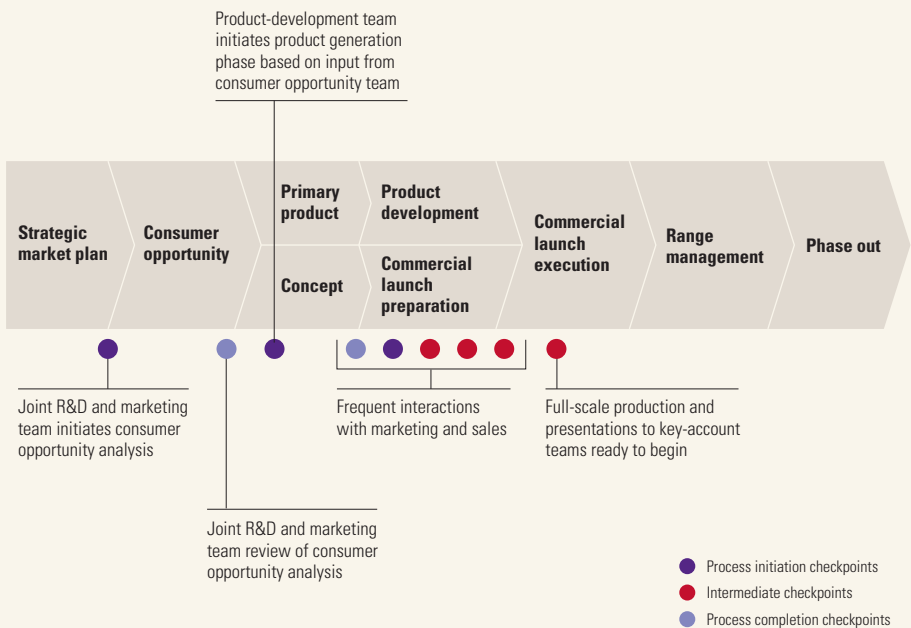 Product-development team
initiates product generation
phase based on input from
consumer opportunity team
Strategic
market plan
Consumer
opportunity
Primary
product
Concept
Product
development
Commercial
launch
preparation
Commercial
launch
execution
Range
management
Phase out
Joint R&D and marketing
team initiates consumer
opportunity analysis
Joint R&D and marketing
team review of consumer
opportunity analysis
Frequent interactions
with marketing and sales
Full-scale production and
presentations to key-account
teams ready to begin
Process initiation checkpoints
Intermediate checkpoints
Process completion checkpoints